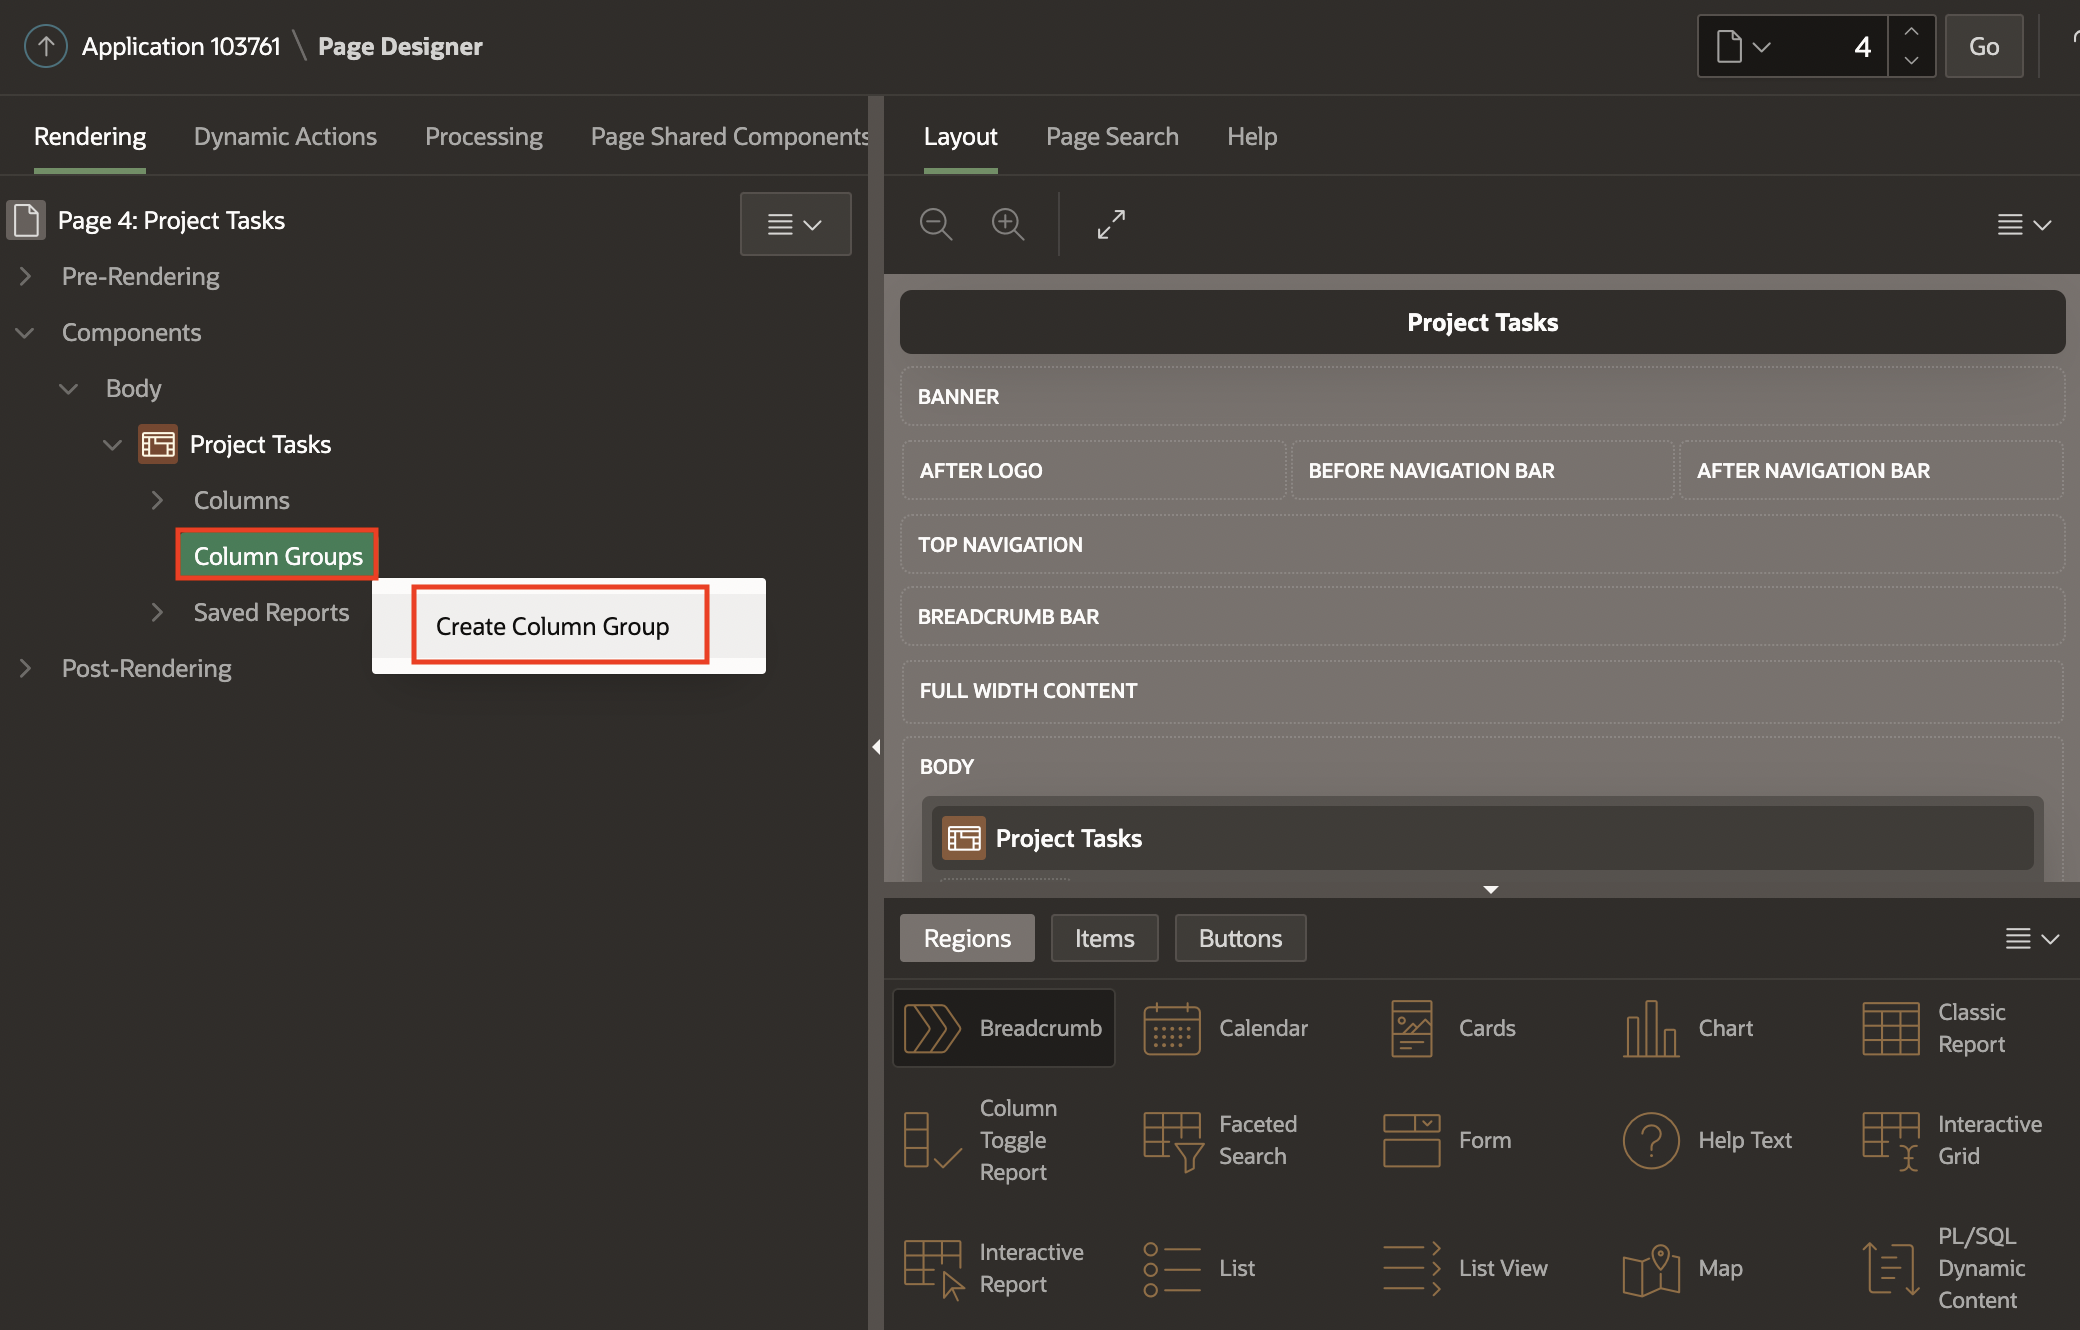 Application 103761 \ Page Designer
4
Go
Rendering
Dynamic Actions
Processing
Page Shared Components
Layout
Page Search
Help
Page 4: Project Tasks
Pre-Rendering
Components
Body
Project Tasks
Columns
Column Groups
Create Column Group
Saved Reports
Post-Rendering
Project Tasks
BANNER
AFTER LOGO
BEFORE NAVIGATION BAR
AFTER NAVIGATION BAR
TOP NAVIGATION
BREADCRUMB BAR
FULL WIDTH CONTENT
BODY
Project Tasks
Regions
Items
Buttons
Breadcrumb
Calendar
Cards
Chart
Classic
Report
Column
Toggle
Report
Faceted
Search
Form
Help Text
Interactive
Grid
Interactive
Report
List
List View
Map
PL/SQL
Dynamic
Content